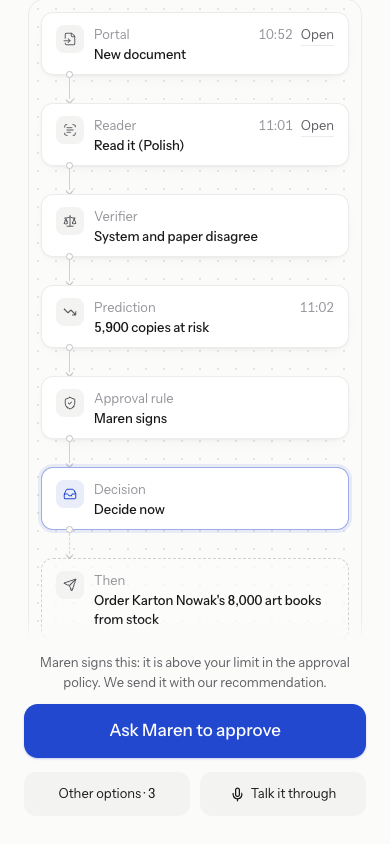 Portal
10:52 Open
New document
Reader
11:01 Open
Read it (Polish)
Verifier
System and paper disagree
Prediction
11:02
5,900 copies at risk
Approval rule
Maren signs
Decision
Decide now
Then
Order Karton Nowak's 8,000 art books
from stock
Maren signs this: it is above your limit in the approval
policy. We send it with our recommendation.
Ask Maren to approve
Other options · 3
Talk it through